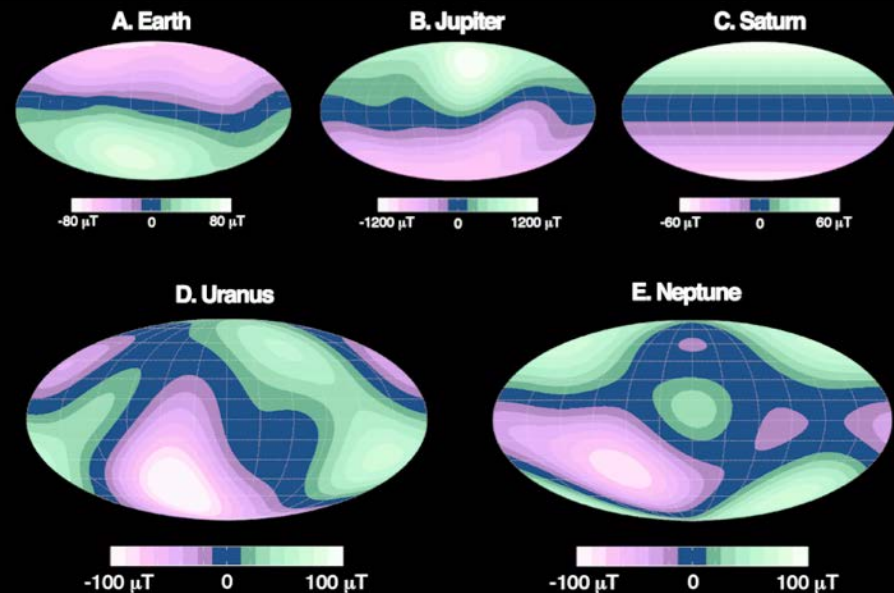 A. Earth
B. Jupiter
C. Saturn
-80 μT 0 80 μT
-1200 μT 0 1200 μT
-60 μT 0 60 μT
D. Uranus
E. Neptune
-100 μT 0 100 μT
-100 μT 0 100 μT